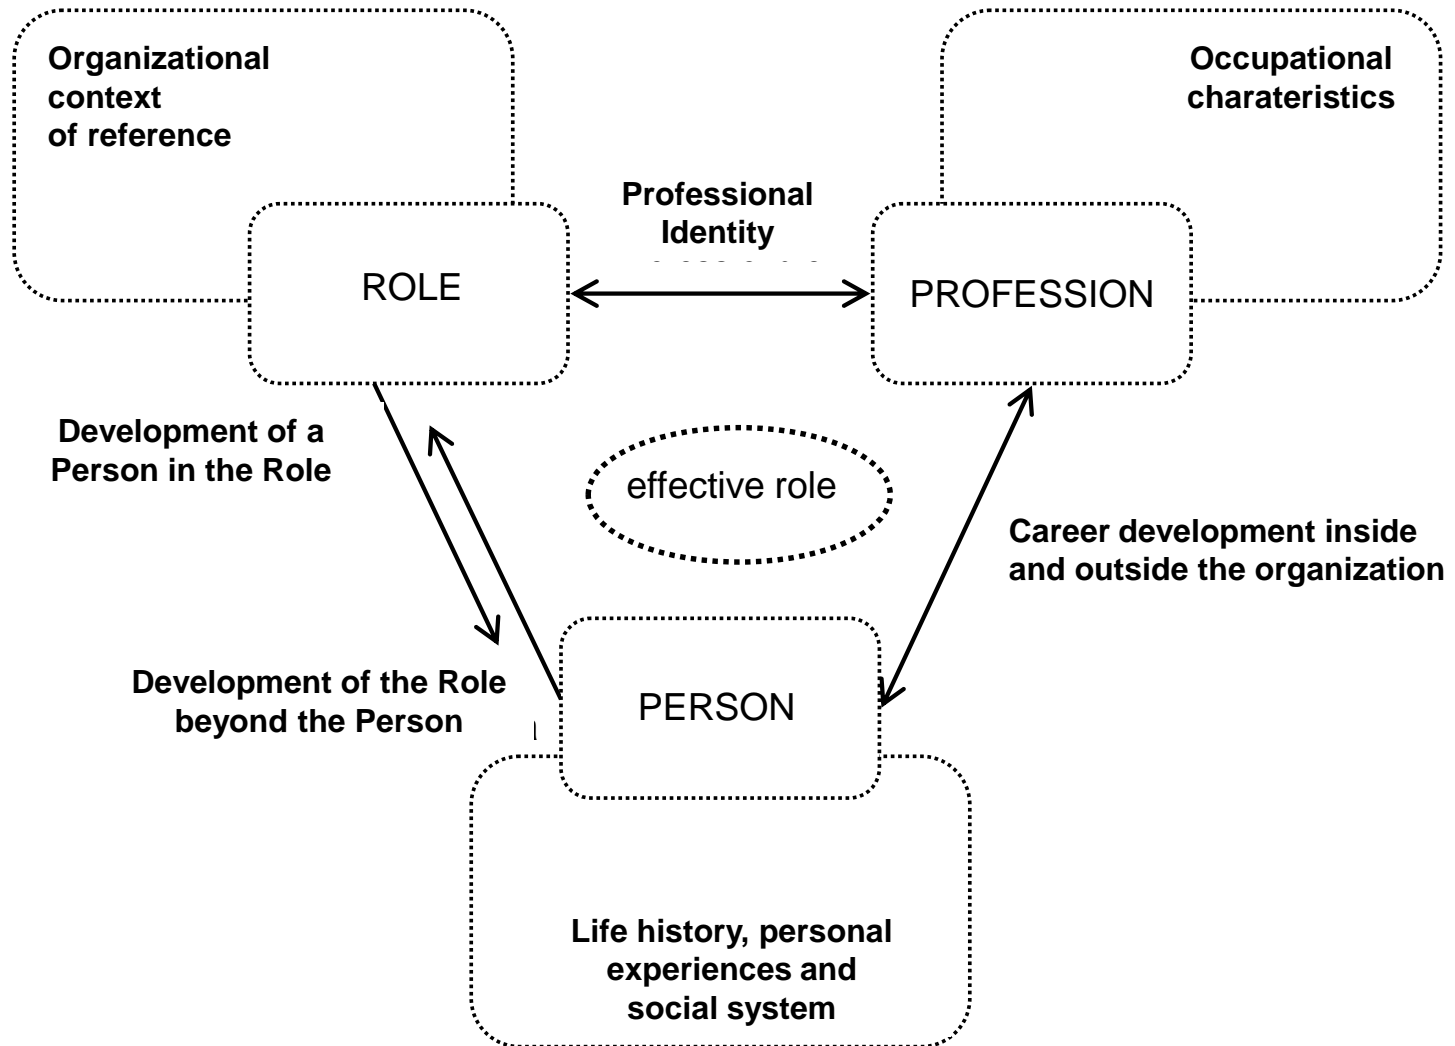 Organizational
context
of reference
Occupational
charateristics
Professional
Identity
ROLE
PROFESSION
Development of a
Person in the Role
effective role
Career development inside
and outside the organization
Development of the Role
beyond the Person
PERSON
Life history, personal
experiences and
social system